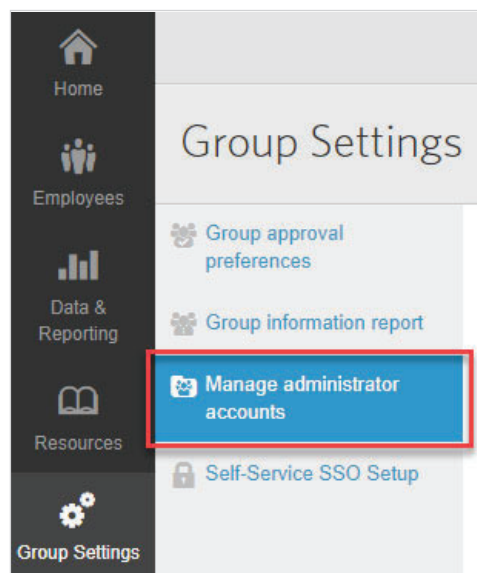 Home
Employees
Data &
Reporting
Resources
Group Settings
Group Settings
Group approval
preferences
Group information report
Manage administrator
accounts
Self-Service SSO Setup